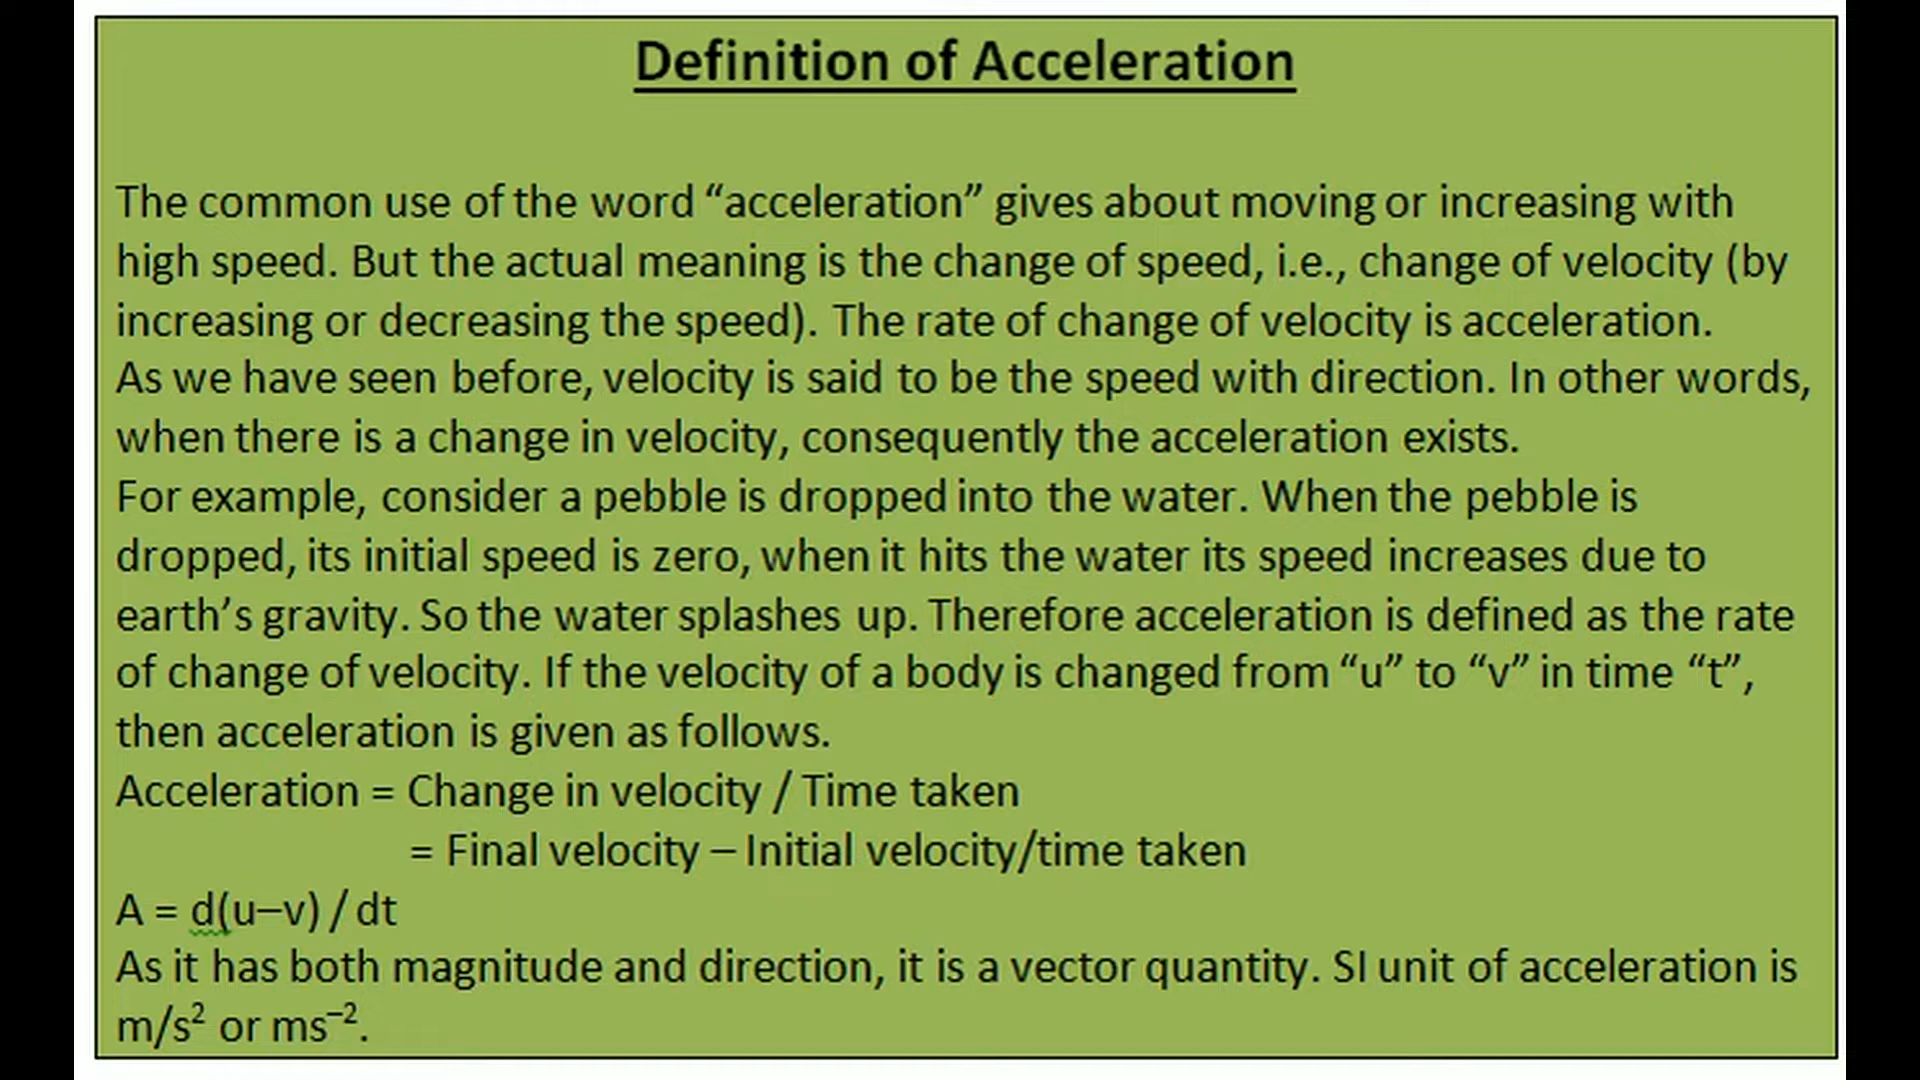 Definition of Acceleration
The common use of the word “acceleration” gives about moving or increasing with
high speed. But the actual meaning is the change of speed, i.e., change of velocity (by
increasing or decreasing the speed). The rate of change of velocity is acceleration.
As we have seen before, velocity is said to be the speed with direction. In other words,
when there is a change in velocity, consequently the acceleration exists.
For example, consider a pebble is dropped into the water. When the pebble is
dropped, its initial speed is zero, when it hits the water its speed increases due to
earth’s gravity. So the water splashes up. Therefore acceleration is defined as the rate
of change of velocity. If the velocity of a body is changed from “u” to “v” in time “t”,
then acceleration is given as follows.
Acceleration = Change in velocity / Time taken
= Final velocity – Initial velocity/time taken
A = d(u–v) / dt
As it has both magnitude and direction, it is a vector quantity. SI unit of acceleration is
m/s² or ms⁻².